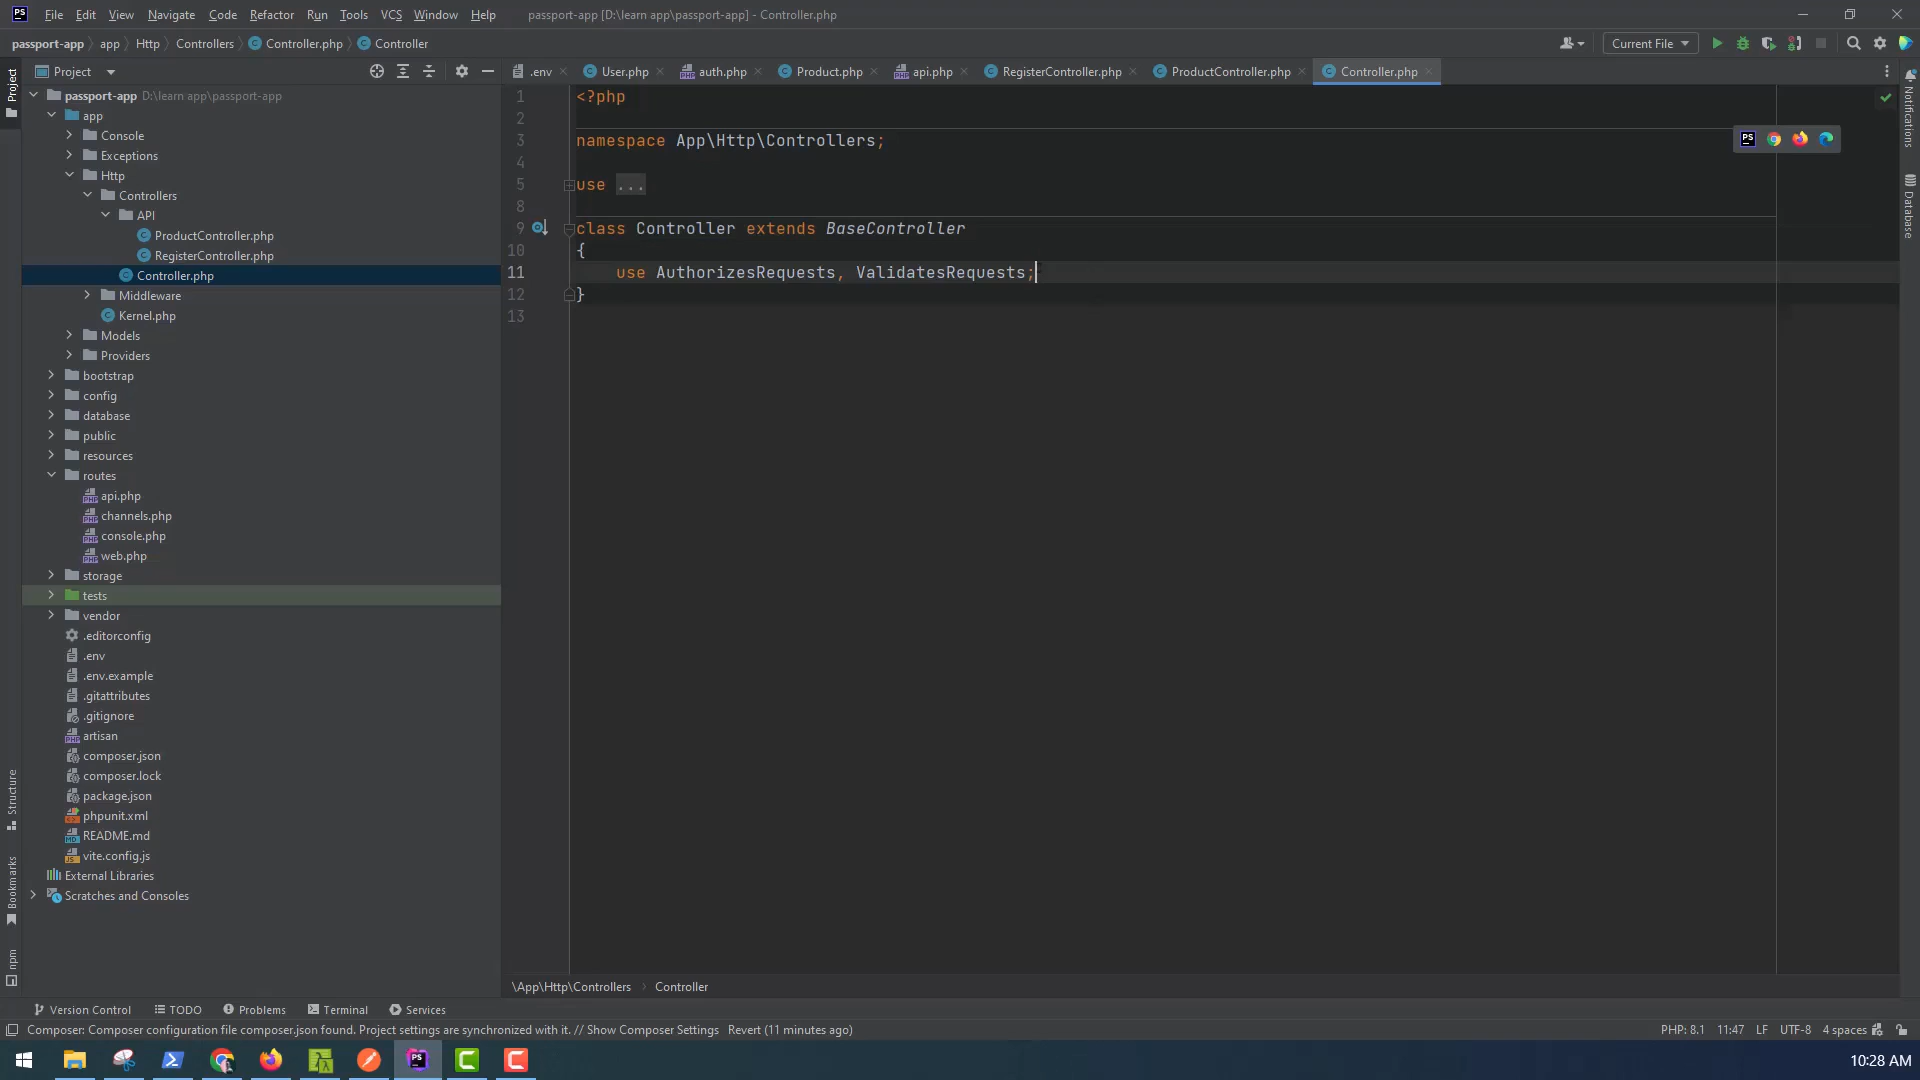 PS File Edit View Navigate Code Refactor Run Tools VCS Window Help passport-app [D:\learn app\passport-app] - Controller.php
passport-app app Http Controllers Controller.php Controller Current File
Project .env User.php auth.php Product.php api.php RegisterController.php ProductController.php Controller.php
Project
Structure
Bookmarks
npm
passport-app D:\learn app\passport-app
app
Console
Exceptions
Http
Controllers
API
ProductController.php
RegisterController.php
Controller.php
Middleware
Kernel.php
Models
Providers
bootstrap
config
database
public
resources
routes
api.php
channels.php
console.php
web.php
storage
tests
vendor
.editorconfig
.env
.env.example
.gitattributes
.gitignore
artisan
composer.json
composer.lock
package.json
phpunit.xml
README.md
vite.config.js
External Libraries
Scratches and Consoles
1 <?php
2
3 namespace App\Http\Controllers;
4
5 use ...
8
9 class Controller extends BaseController
10 {
11 use AuthorizesRequests, ValidatesRequests;
12 }
13
PS
Notifications
Database
\App\Http\Controllers Controller
Version Control TODO Problems Terminal Services
Composer: Composer configuration file composer.json found. Project settings are synchronized with it. // Show Composer Settings Revert (11 minutes ago) PHP: 8.1 11:47 LF UTF-8 4 spaces
10:28 AM